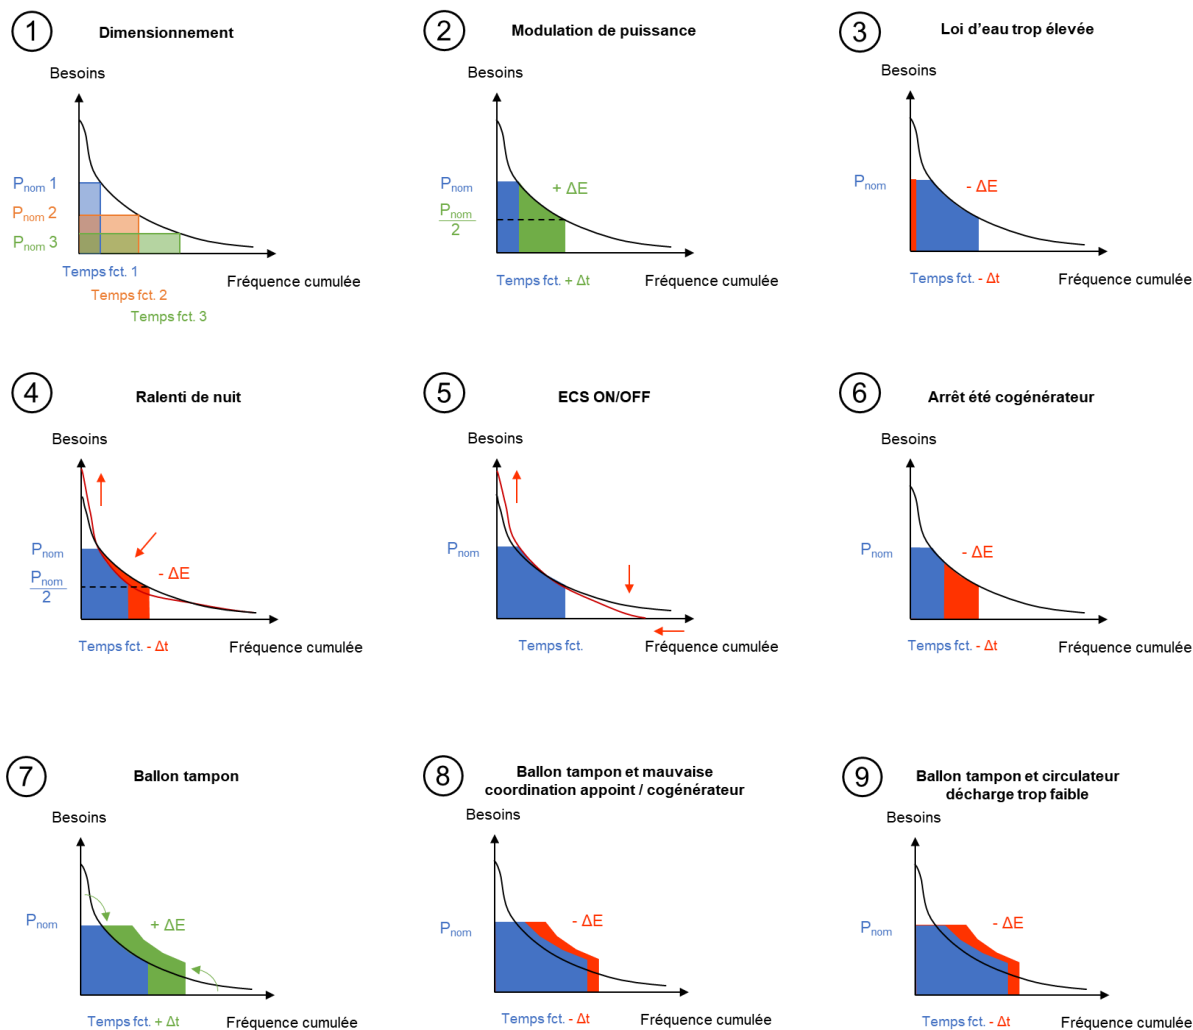 1
Dimensionnement
Besoins
Pnom 1
Pnom 2
Pnom 3
Temps fct. 1
Fréquence cumulée
Temps fct. 2
Temps fct. 3
2
Modulation de puissance
Besoins
Pnom
+ ΔE
Pnom
2
Temps fct. + Δt
Fréquence cumulée
3
Loi d’eau trop élevée
Besoins
Pnom
- ΔE
Temps fct. - Δt
Fréquence cumulée
4
Ralenti de nuit
Besoins
Pnom
- ΔE
Pnom
2
Temps fct. - Δt
Fréquence cumulée
5
ECS ON/OFF
Besoins
Pnom
Temps fct.
Fréquence cumulée
6
Arrêt été cogénérateur
Besoins
Pnom
- ΔE
Temps fct. - Δt
Fréquence cumulée
7
Ballon tampon
Besoins
Pnom
+ ΔE
Temps fct. + Δt
Fréquence cumulée
8
Ballon tampon et mauvaise
coordination appoint / cogénérateur
Besoins
Pnom
- ΔE
Temps fct. - Δt
Fréquence cumulée
9
Ballon tampon et circulateur
décharge trop faible
Besoins
Pnom
- ΔE
Temps fct. - Δt
Fréquence cumulée